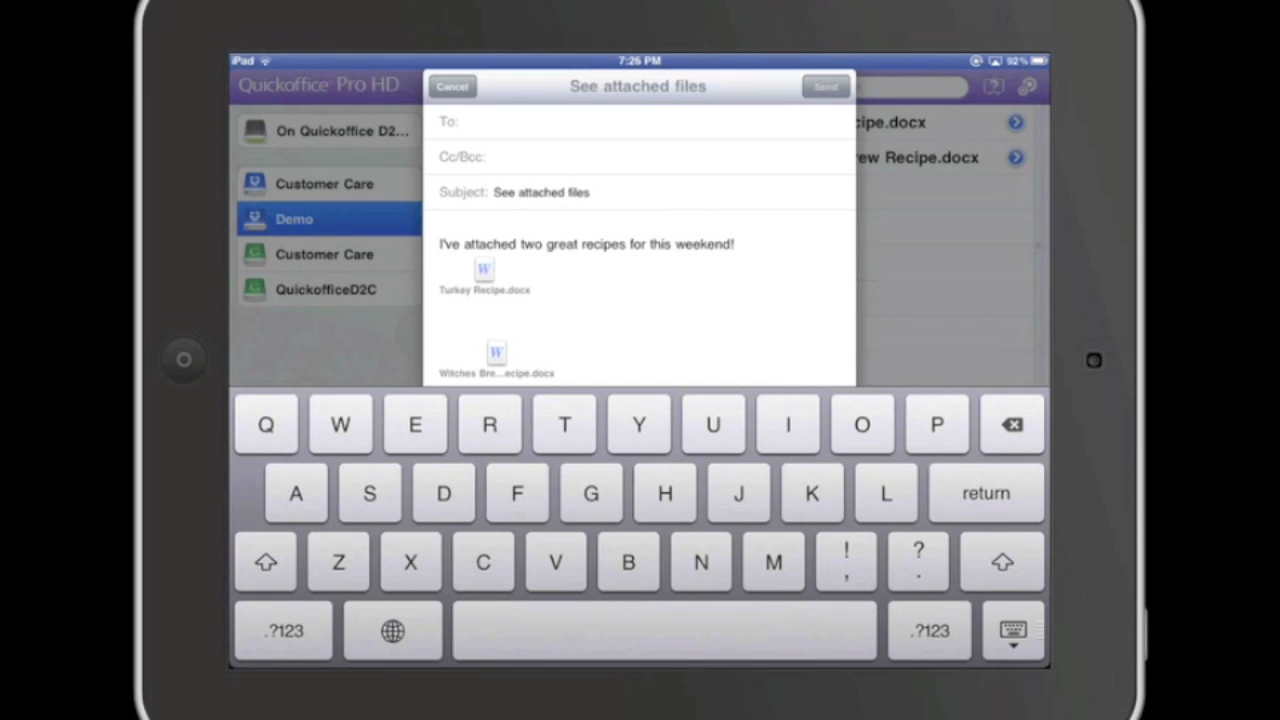 iPad 7:26 PM 92%
Quickoffice® Pro HD
Cancel See attached files Send
On Quickoffice D2...
Customer Care
Demo
Customer Care
QuickofficeD2C
To:
Cc/Bcc:
Subject: See attached files
I've attached two great recipes for this weekend!
W
Turkey Recipe.docx
W
Witches Bre...ecipe.docx
cipe.docx
ew Recipe.docx
Q W E R T Y U I O P
A S D F G H J K L return
Z X C V B N M ! , ? .
.?123 .?123